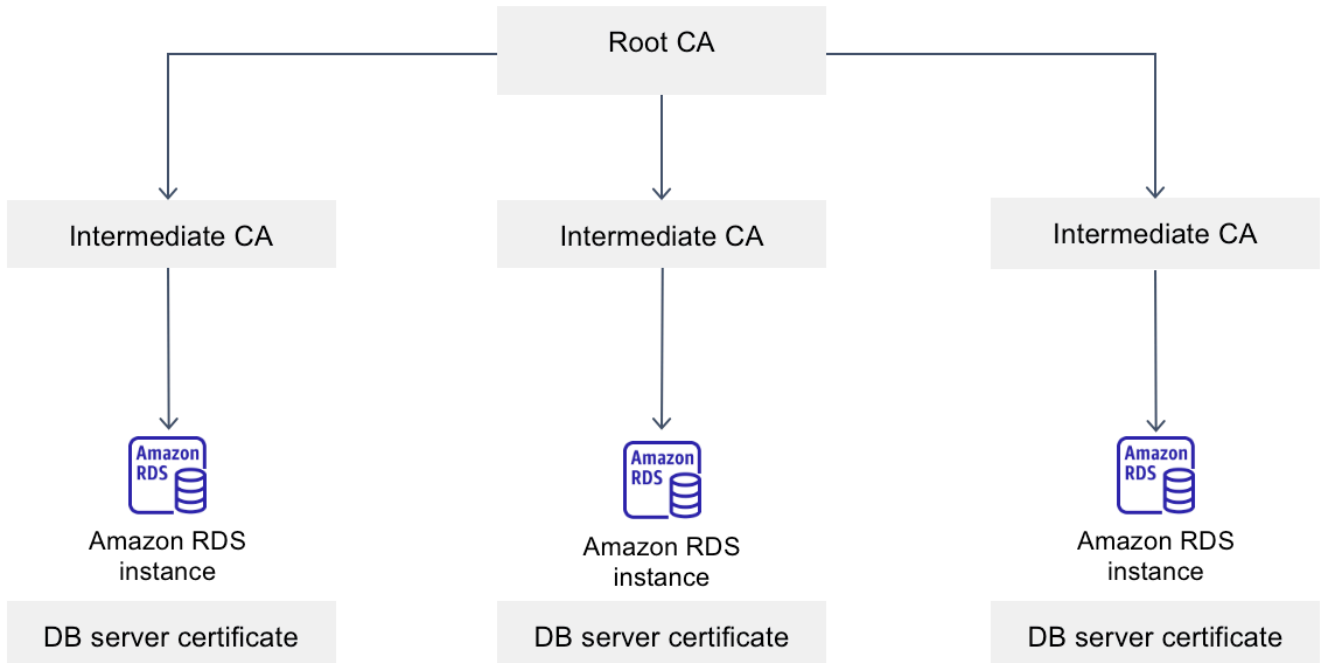 Root CA
Intermediate CA
Intermediate CA
Intermediate CA
Amazon
RDS
Amazon RDS
instance
DB server certificate
Amazon
RDS
Amazon RDS
instance
DB server certificate
Amazon
RDS
Amazon RDS
instance
DB server certificate